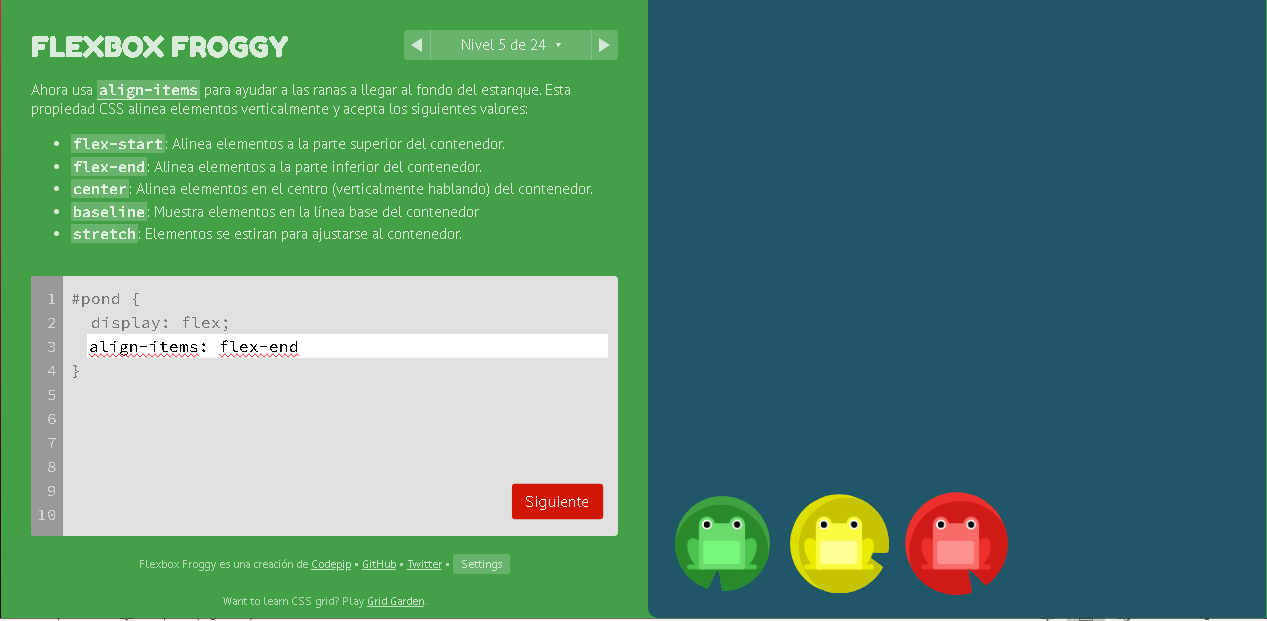 FLEXBOX FROGGY
◀ Nivel 5 de 24 ▾ ▶
Ahora usa align-items para ayudar a las ranas a llegar al fondo del estanque. Esta
propiedad CSS alinea elementos verticalmente y acepta los siguientes valores:
• flex-start: Alinea elementos a la parte superior del contenedor.
• flex-end: Alinea elementos a la parte inferior del contenedor.
• center: Alinea elementos en el centro (verticalmente hablando) del contenedor.
• baseline: Muestra elementos en la línea base del contenedor
• stretch: Elementos se estiran para ajustarse al contenedor.
1 #pond {
2 display: flex;
3 align-items: flex-end
4 }
5
6
7
8
9
10
Siguiente
Flexbox Froggy es una creación de Codepip • GitHub • Twitter • Settings
Want to learn CSS grid? Play Grid Garden.